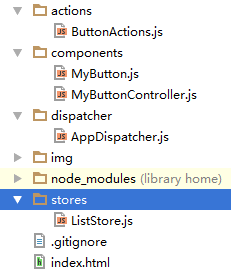 actions
ButtonActions.js
components
MyButton.js
MyButtonController.js
dispatcher
AppDispatcher.js
img
node_modules (library home)
stores
ListStore.js
.gitignore
index.html